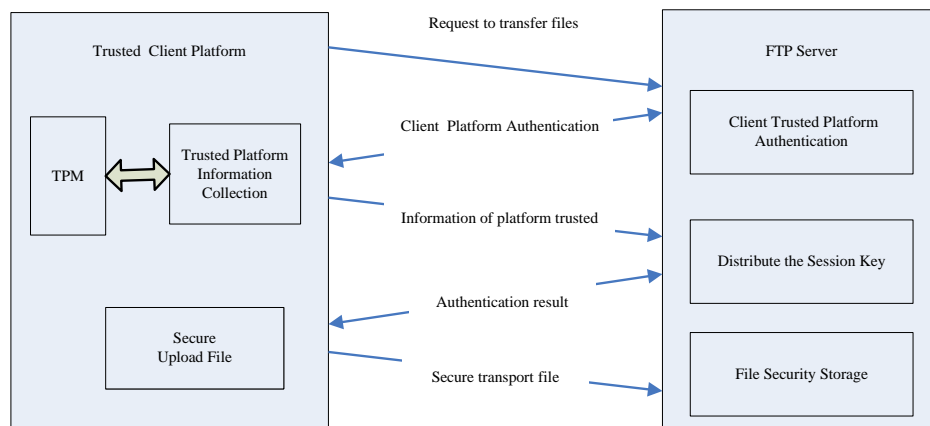 Trusted Client Platform
TPM
Trusted Platform
Information
Collection
Secure
Upload File
Request to transfer files
Client Platform Authentication
Information of platform trusted
Authentication result
Secure transport file
FTP Server
Client Trusted Platform
Authentication
Distribute the Session Key
File Security Storage